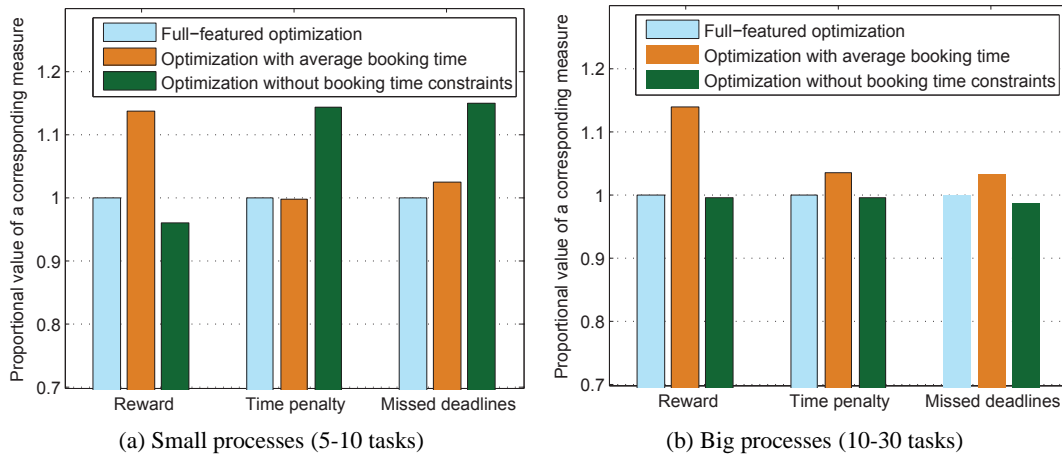 Proportional value of a corresponding measure
1.2
1.1
1
0.9
0.8
0.7
Full-featured optimization
Optimization with average booking time
Optimization without booking time constraints
Reward
Time penalty
Missed deadlines
(a) Small processes (5-10 tasks)
Proportional value of a corresponding measure
1.2
1.1
1
0.9
0.8
0.7
Full-featured optimization
Optimization with average booking time
Optimization without booking time constraints
Reward
Time penalty
Missed deadlines
(b) Big processes (10-30 tasks)